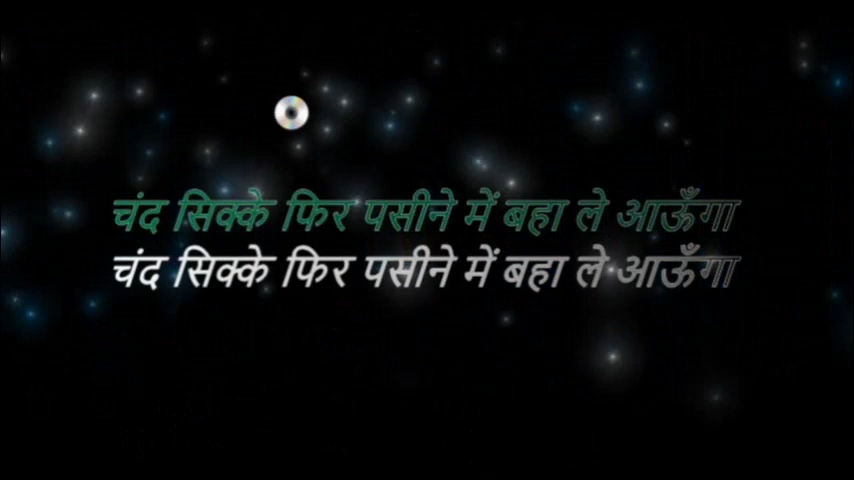 चंद सिक्के फिर पसीने में बहा ले आऊँगा
चंद सिक्के फिर पसीने में बहा ले आऊँगा